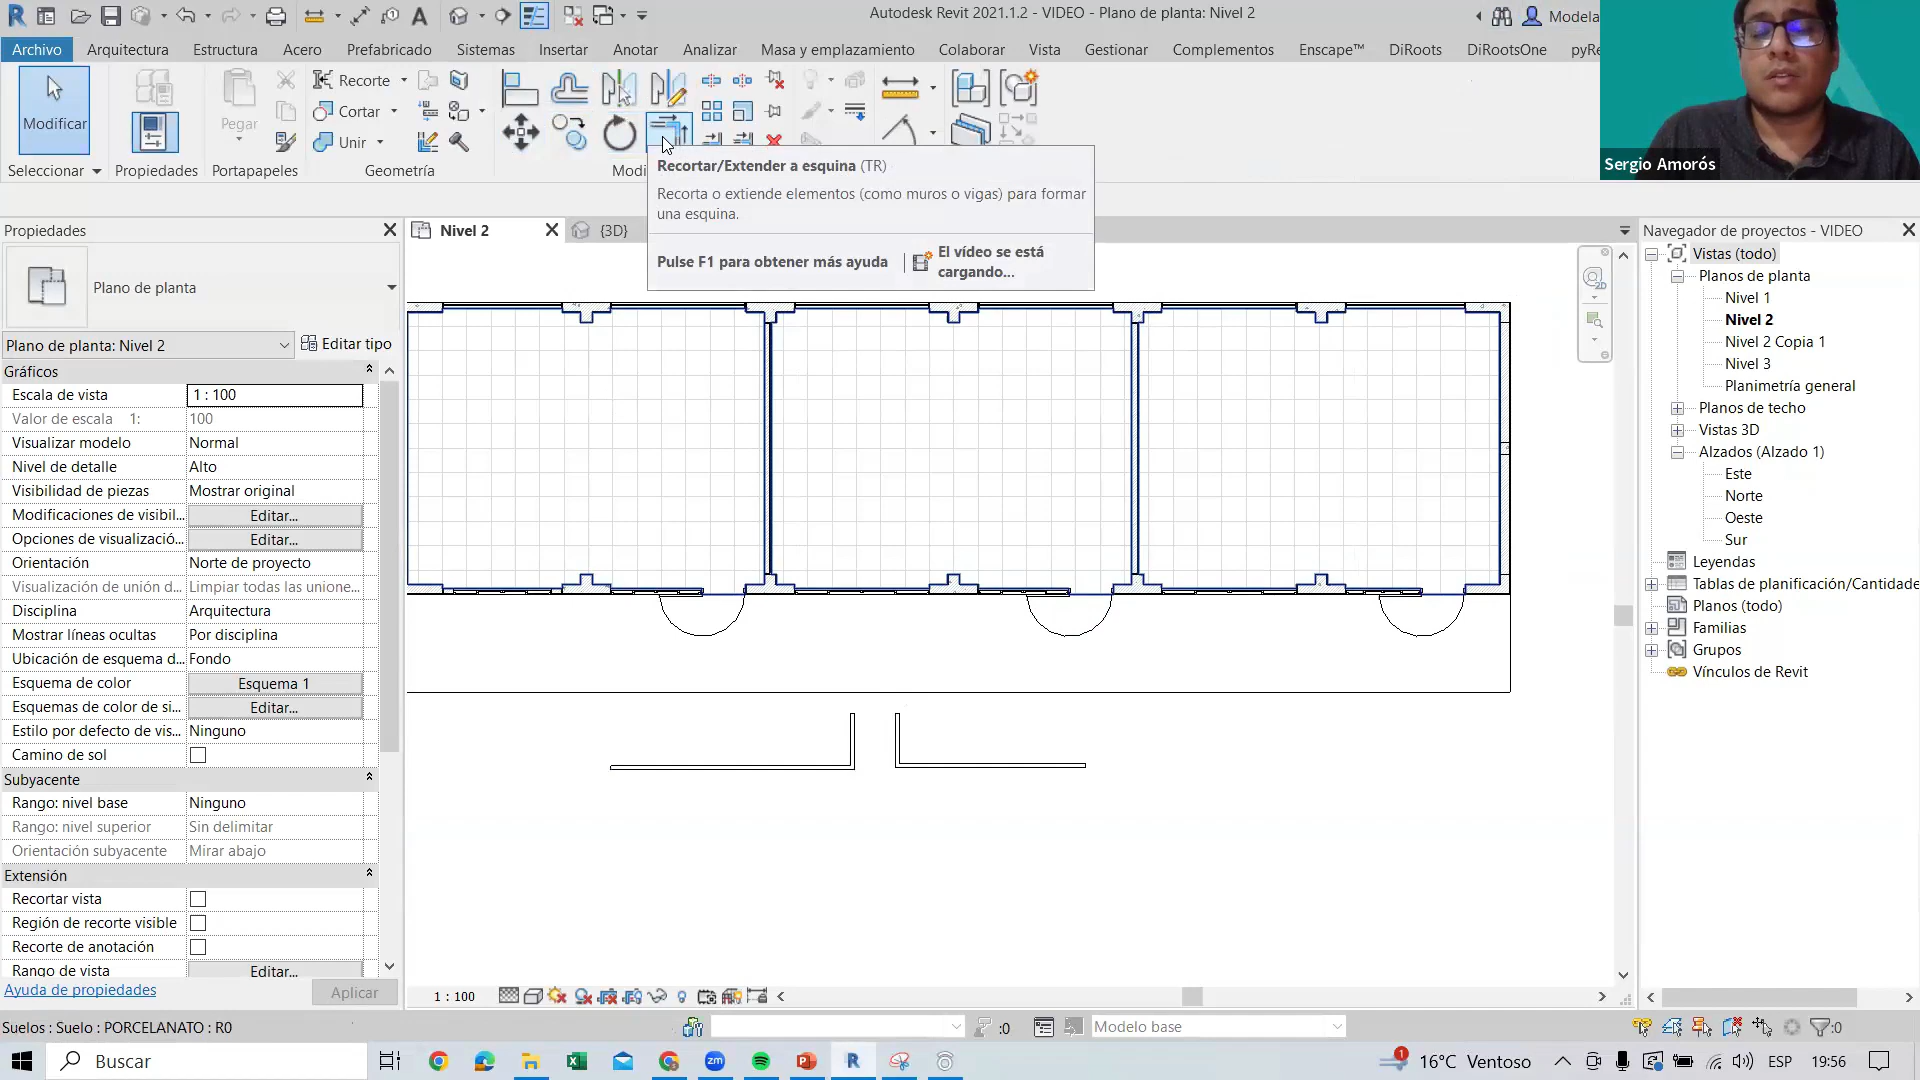 Autodesk Revit 2021.1.2 - VIDEO - Plano de planta: Nivel 2
Modela
Archivo
Arquitectura
Estructura
Acero
Prefabricado
Sistemas
Insertar
Anotar
Analizar
Masa y emplazamiento
Colaborar
Vista
Gestionar
Complementos
Enscape™
DiRoots
DiRootsOne
pyRe
Modificar
Pegar
Recorte
Cortar
Unir
Sergio Amorós
Seleccionar
Propiedades
Portapapeles
Geometría
Modi
Recortar/Extender a esquina (TR)
Recorta o extiende elementos (como muros o vigas) para formar
una esquina.
Pulse F1 para obtener más ayuda
El vídeo se está
cargando...
Propiedades
Nivel 2
{3D}
Plano de planta
Plano de planta: Nivel 2
Editar tipo
Gráficos
Escala de vista
1 : 100
Valor de escala 1:
100
Visualizar modelo
Normal
Nivel de detalle
Alto
Visibilidad de piezas
Mostrar original
Modificaciones de visibil...
Editar...
Opciones de visualizació...
Editar...
Orientación
Norte de proyecto
Visualización de unión d...
Limpiar todas las unione...
Disciplina
Arquitectura
Mostrar líneas ocultas
Por disciplina
Ubicación de esquema d...
Fondo
Esquema de color
Esquema 1
Esquemas de color de si...
Editar...
Estilo por defecto de vis...
Ninguno
Camino de sol
Subyacente
Rango: nivel base
Ninguno
Rango: nivel superior
Sin delimitar
Orientación subyacente
Mirar abajo
Extensión
Recortar vista
Región de recorte visible
Recorte de anotación
Rango de vista
Editar...
Ayuda de propiedades
Aplicar
Navegador de proyectos - VIDEO
Vistas (todo)
Planos de planta
Nivel 1
Nivel 2
Nivel 2 Copia 1
Nivel 3
Planimetría general
Planos de techo
Vistas 3D
Alzados (Alzado 1)
Este
Norte
Oeste
Sur
Leyendas
Tablas de planificación/Cantidade
Planos (todo)
Familias
Grupos
Vínculos de Revit
2D
1 : 100
Suelos : Suelo : PORCELANATO : R0
:0
Modelo base
:0
Buscar
zm
1
16°C Ventoso
ESP
19:56